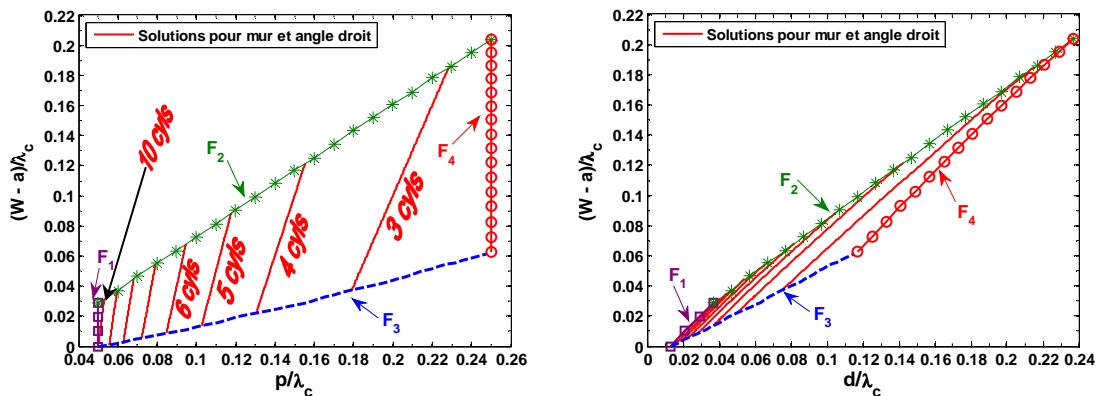 Solutions pour mur et angle droit
(W - a)/λc
0.2
0.18
0.16
0.14
0.12
0.1
0.08
0.06
0.04
0.02
0
10 cyls
6 cyls
5 cyls
4 cyls
3 cyls
F1
F2
F3
F4
0.04 0.06 0.08 0.1 0.12 0.14 0.16 0.18 0.2 0.22 0.24 0.26
p/λc
Solutions pour mur et angle droit
(W - a)/λc
0.2
0.18
0.16
0.14
0.12
0.1
0.08
0.06
0.04
0.02
0
F1
F2
F3
F4
0 0.02 0.04 0.06 0.08 0.1 0.12 0.14 0.16 0.18 0.2 0.22 0.24
d/λc